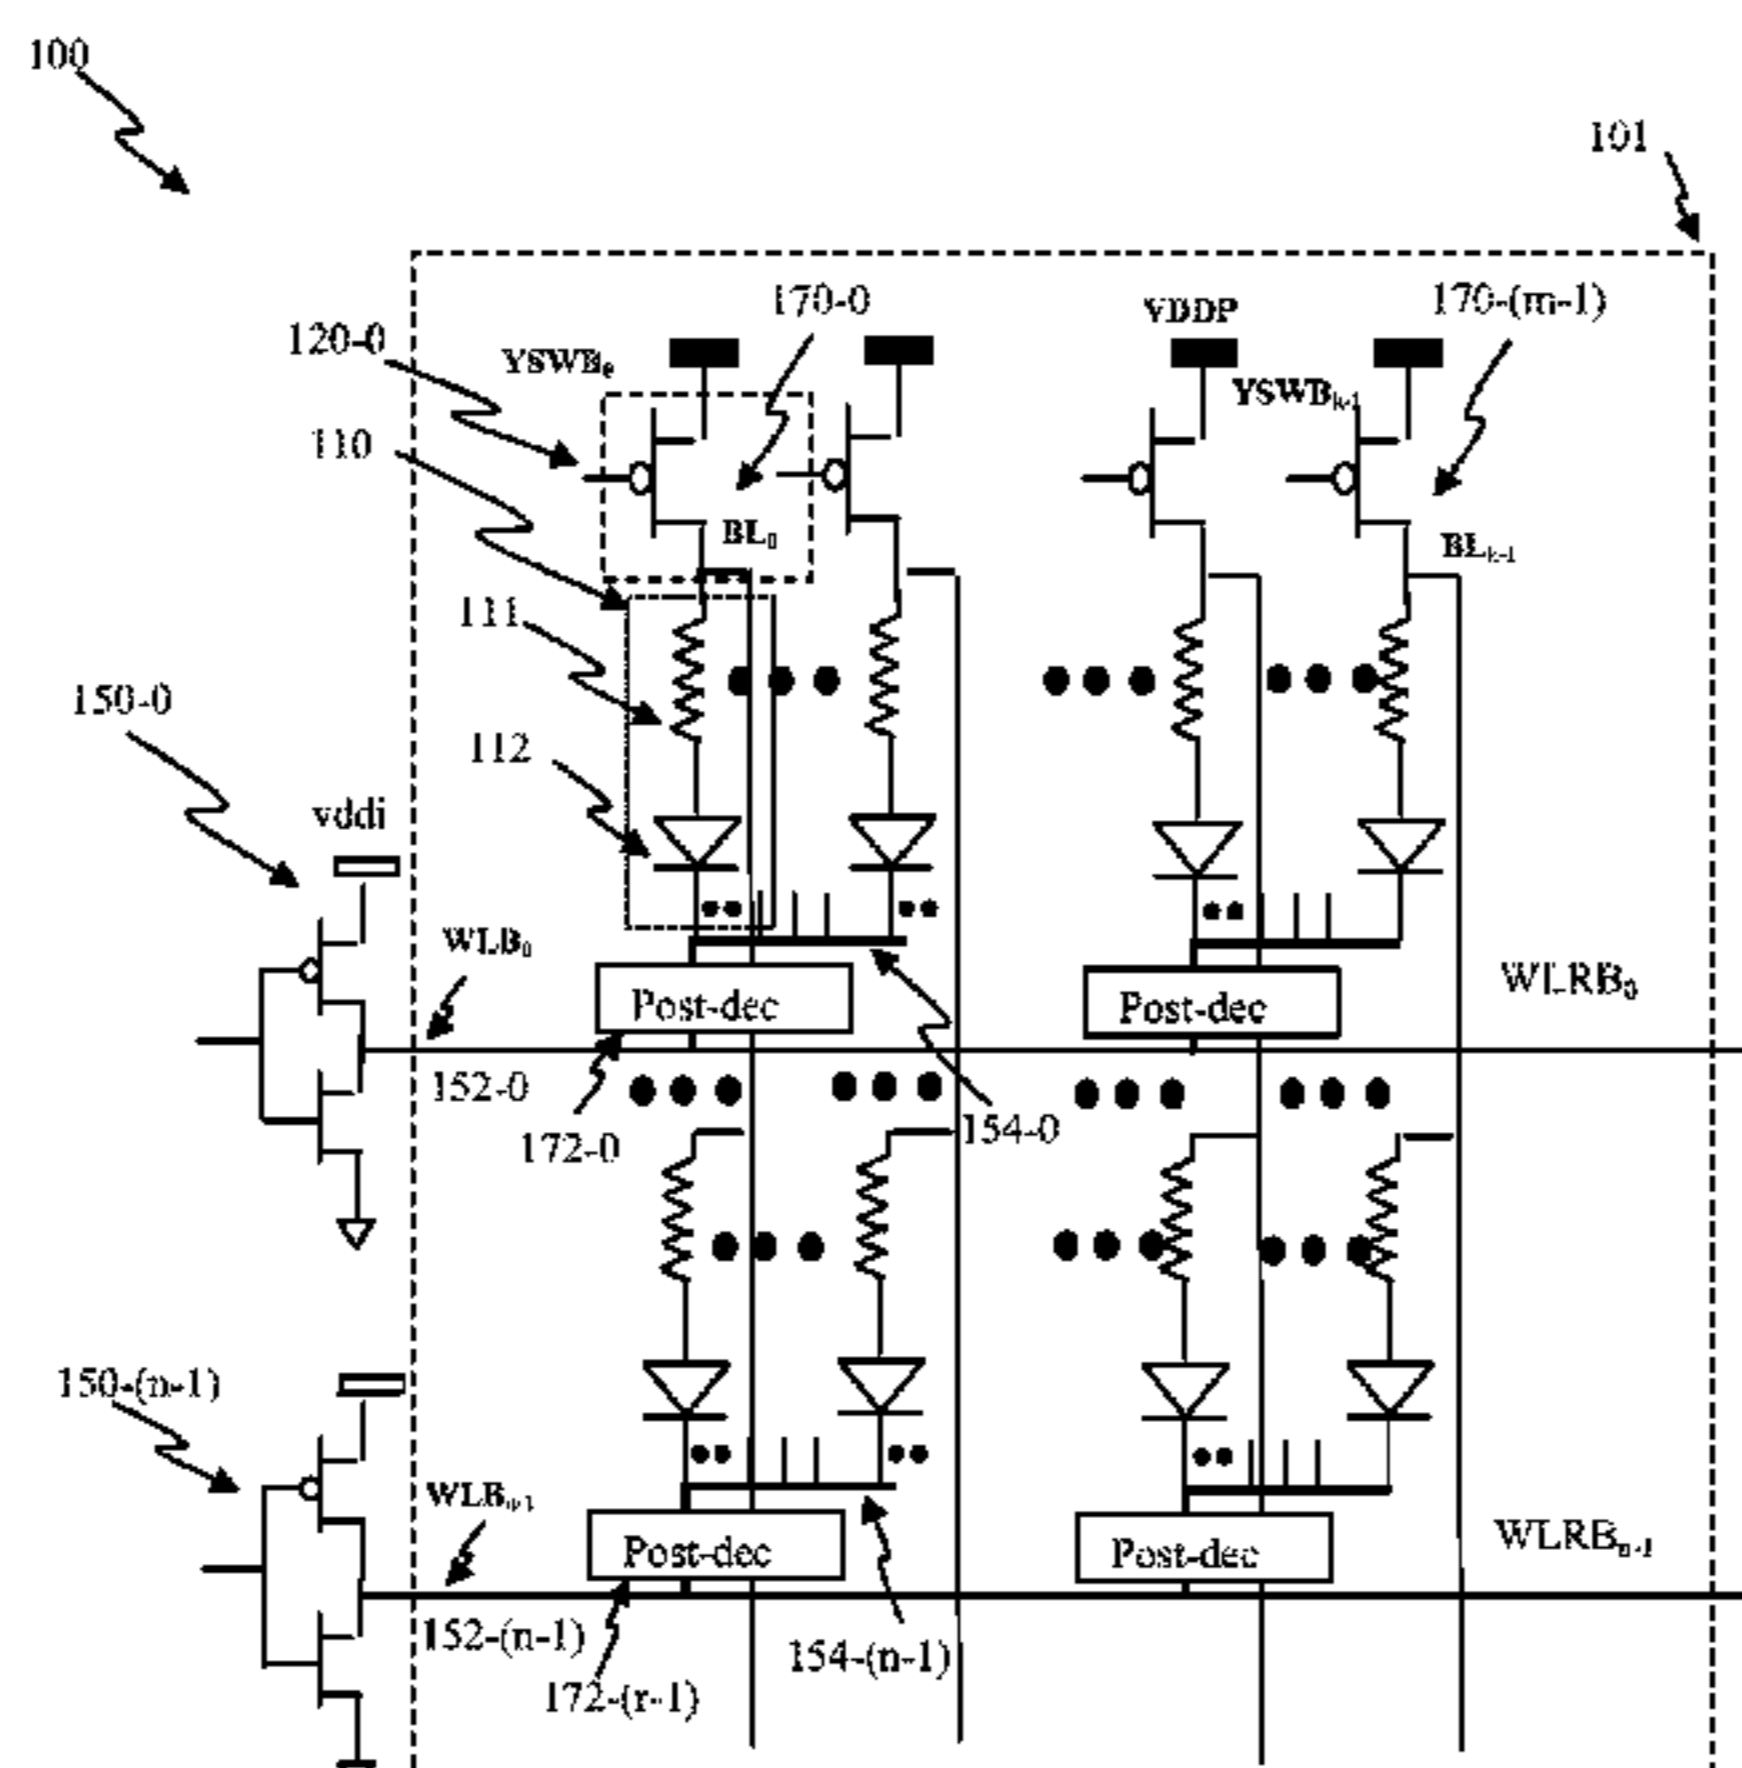 100
101
170-0
VDDP
170-(m-1)
120-0
YSWB₀
YSWBₖ₋₁
110
BL₀
BLₖ₋₁
111
150-0
112
vddi
WLB₀
WLRB₀
Post-dec
Post-dec
152-0
172-0
154-0
150-(n-1)
WLBₙ₋₁
Post-dec
Post-dec
WLRBₙ₋₁
152-(n-1)
154-(n-1)
172-(r-1)